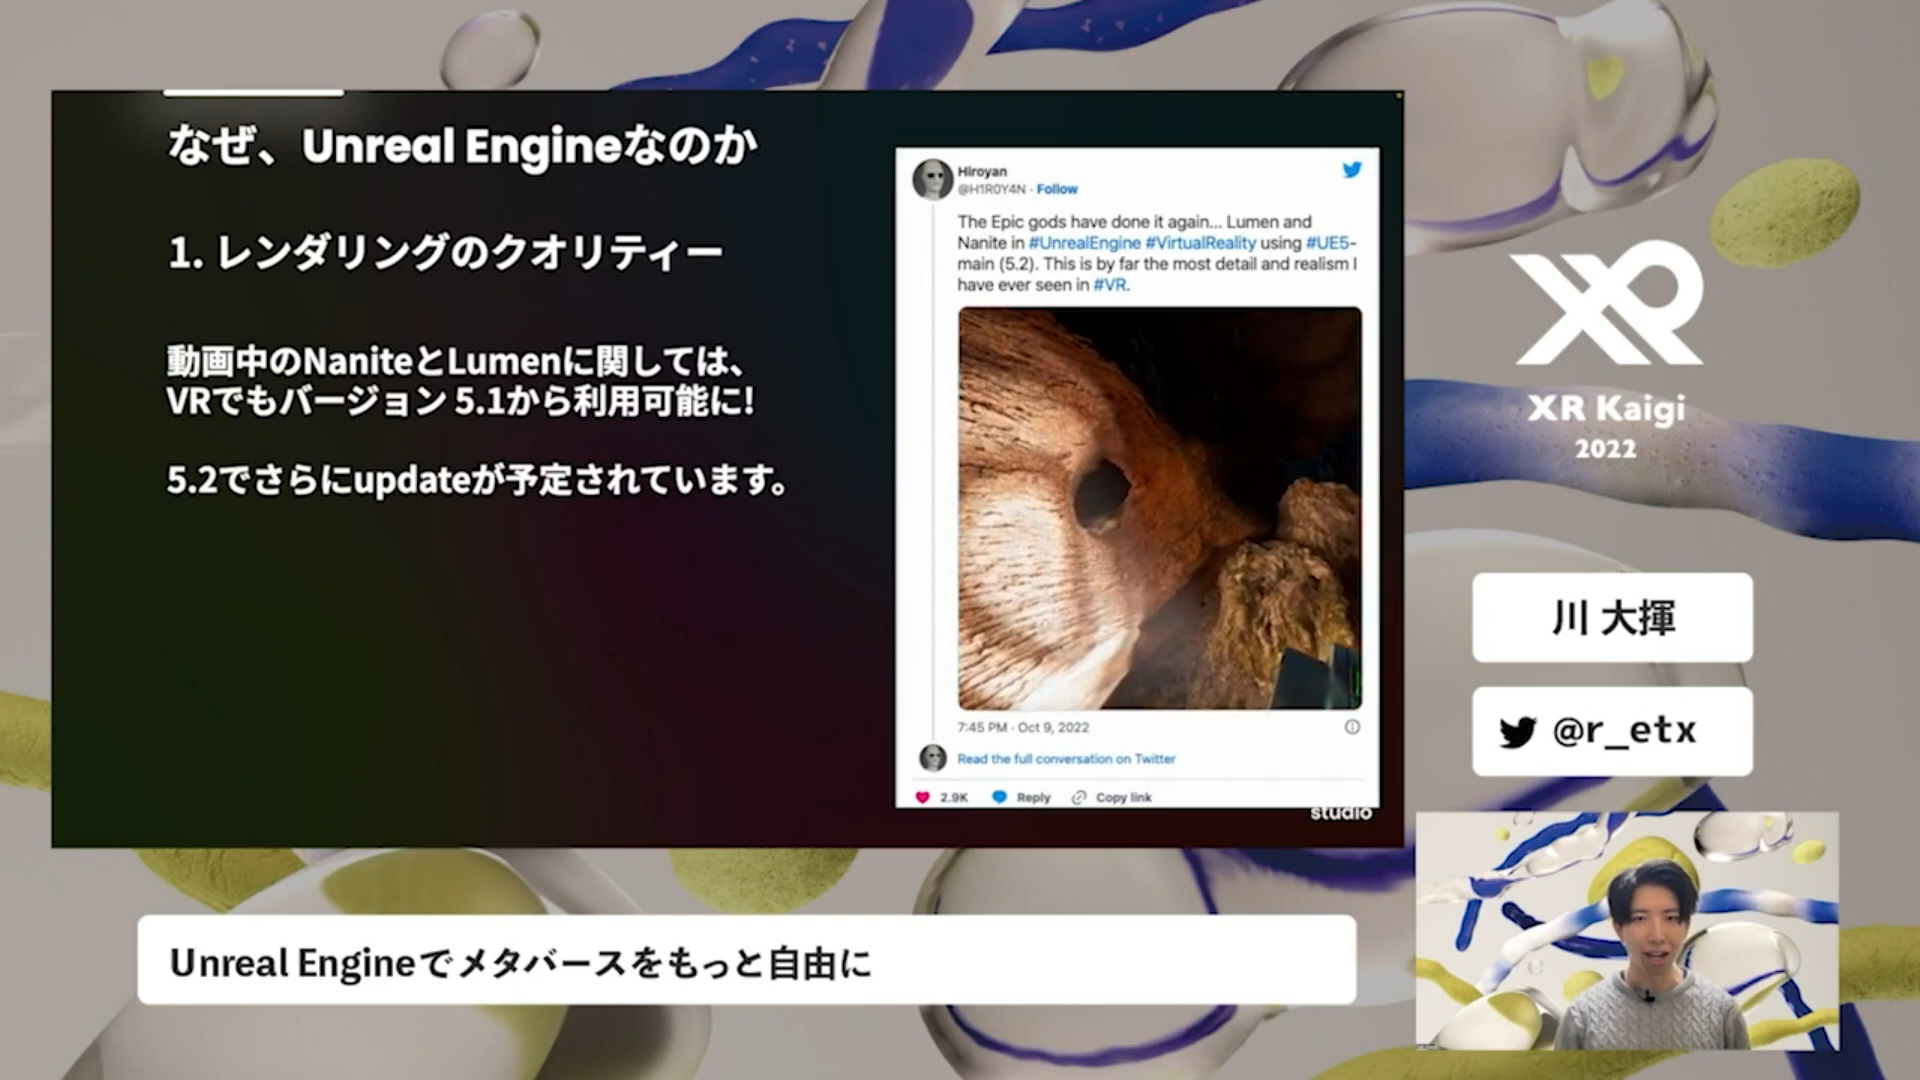 なぜ、Unreal Engineなのか
1. レンダリングのクオリティー
動画中のNaniteとLumenに関しては、
VRでもバージョン 5.1から利用可能に!
5.2でさらにupdateが予定されています。
Hiroyan
@H1R0Y4N · Follow
The Epic gods have done it again... Lumen and
Nanite in #UnrealEngine #VirtualReality using #UE5-
main (5.2). This is by far the most detail and realism I
have ever seen in #VR.
7:45 PM · Oct 9, 2022
Read the full conversation on Twitter
2.9K Reply Copy link
studio
XR
XR Kaigi
2022
川 大揮
@r_etx
Unreal Engineでメタバースをもっと自由に